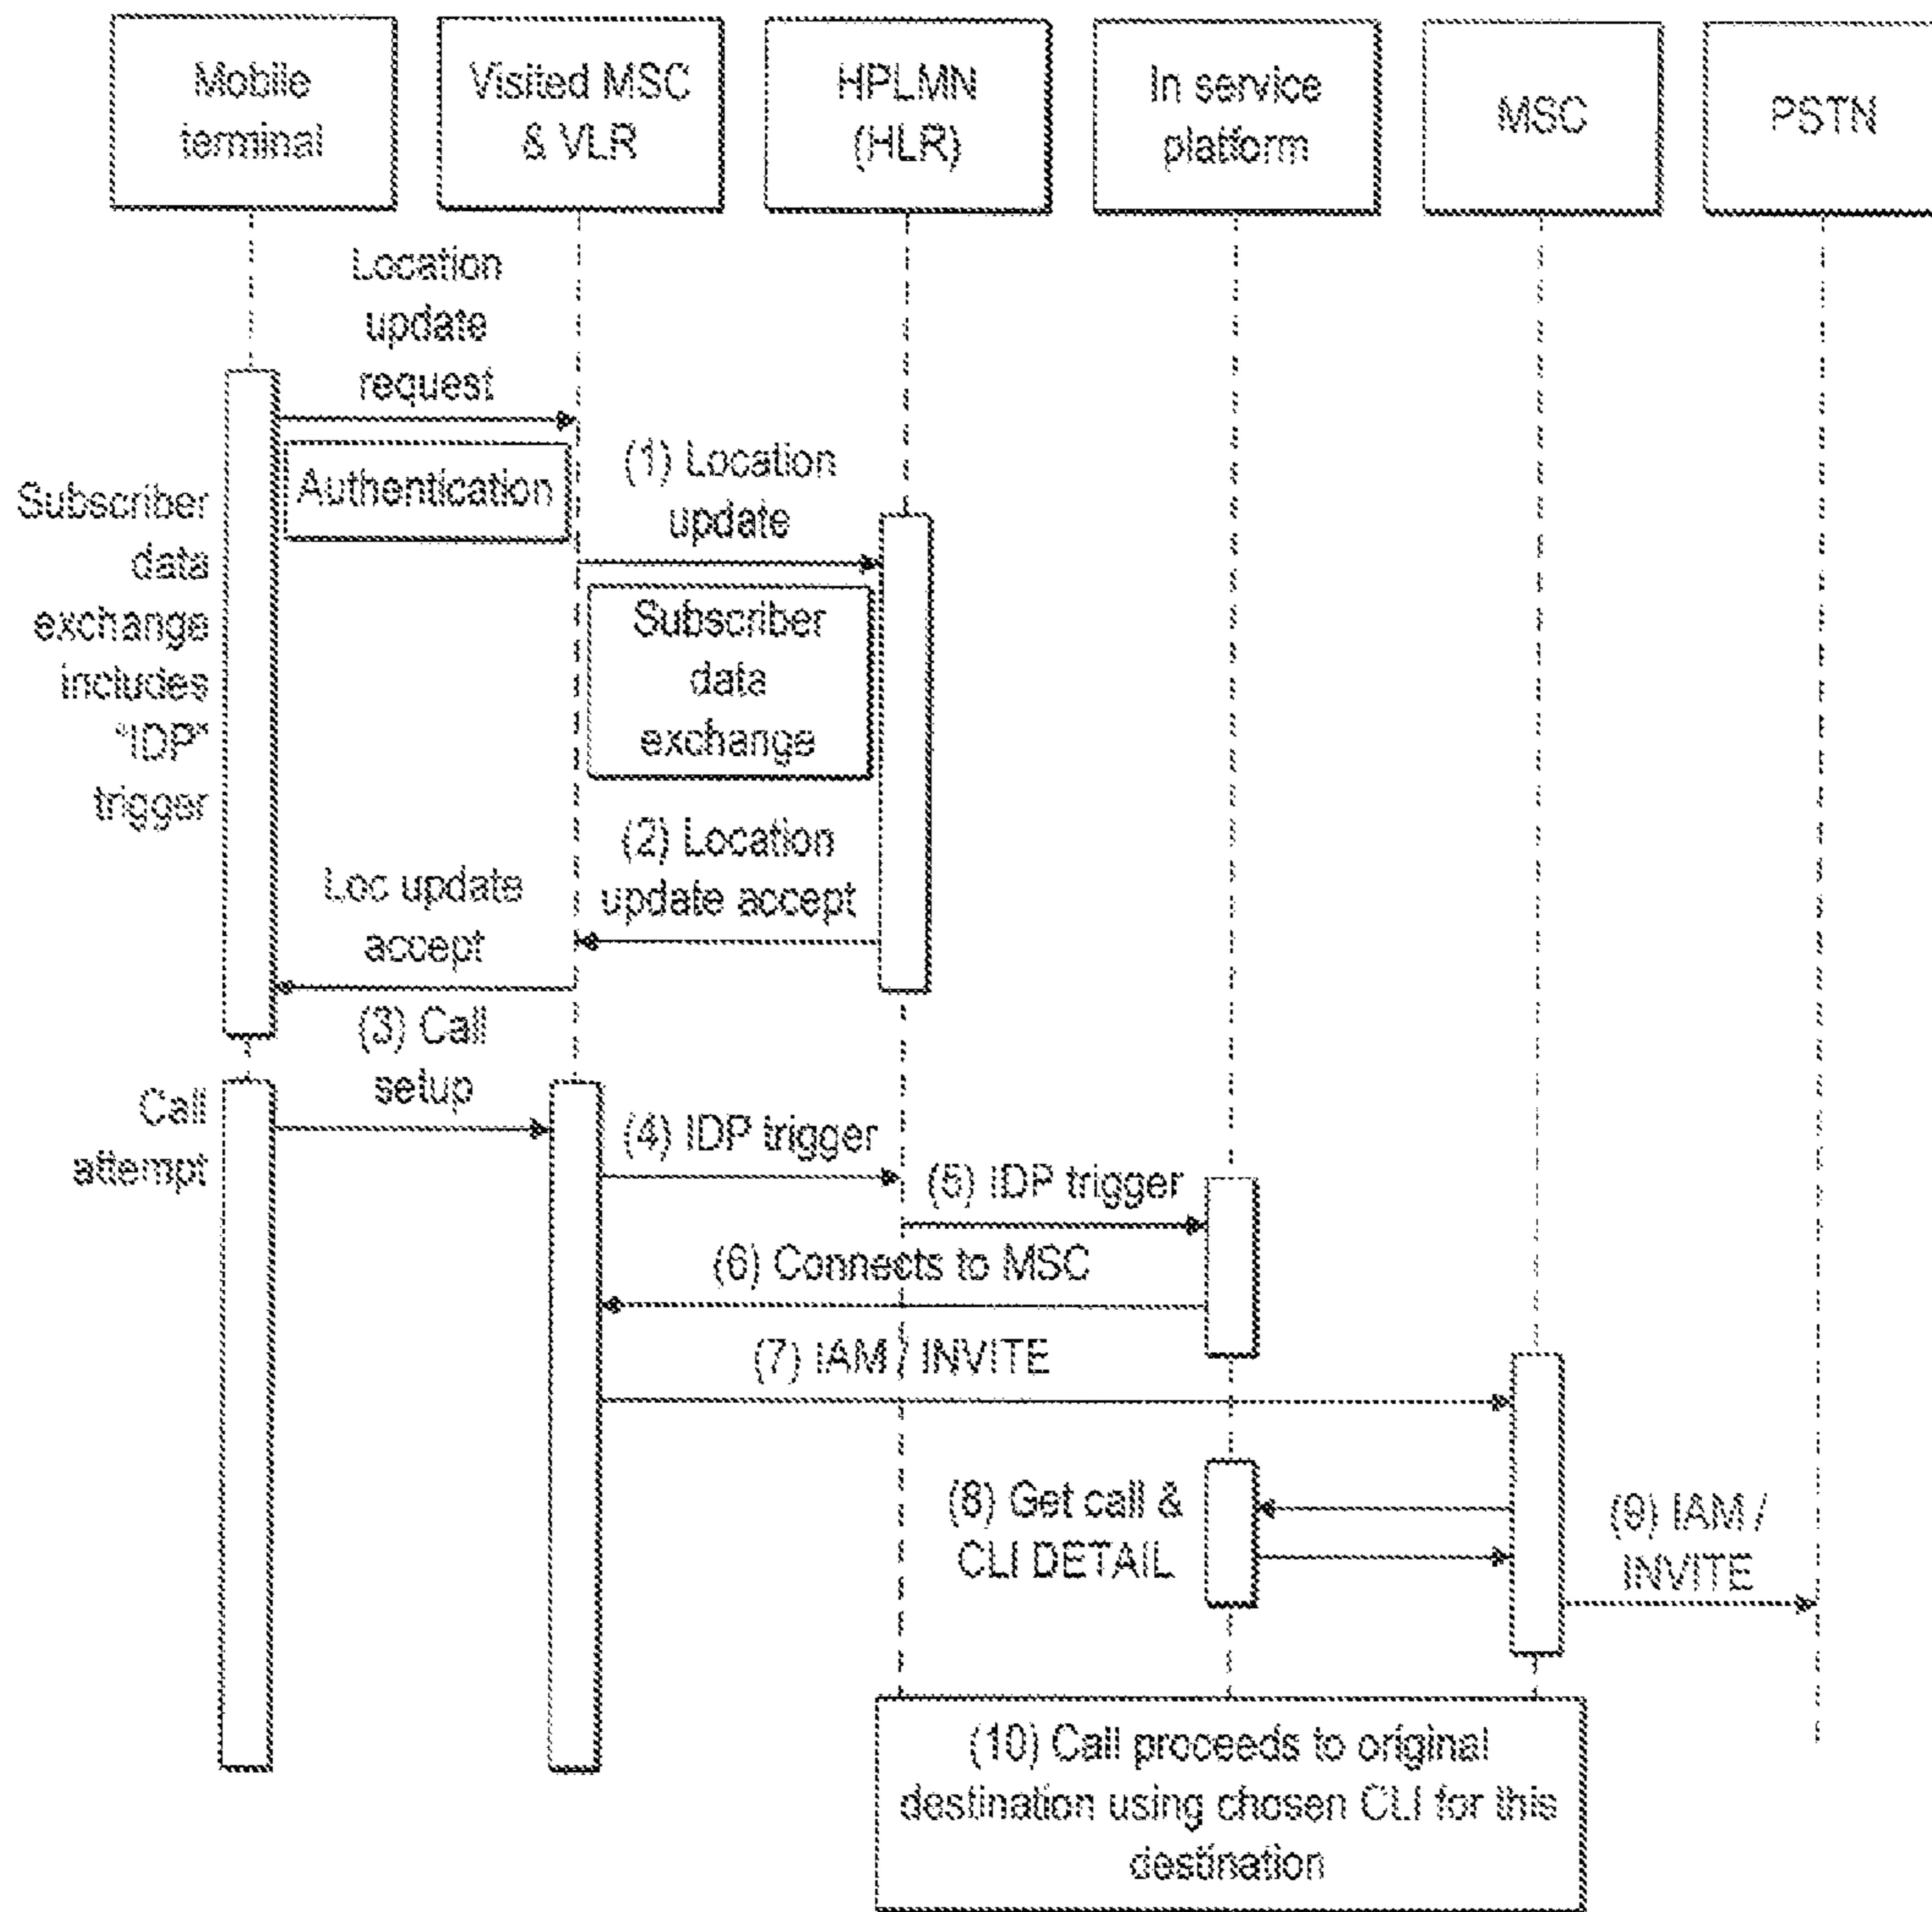 Mobile
terminal
Visited MSC
& VLR
HPLMN
(HLR)
In service
platform
MSC
PSTN
Location
update
request
Authentication
(1) Location
update
Subscriber
data
exchange
includes
"IDP"
trigger
Subscriber
data
exchange
(2) Location
update accept
Loc update
accept
(3) Call
setup
Call
attempt
(4) IDP trigger
(5) IDP trigger
(6) Connects to MSC
(7) IAM / INVITE
(8) Get call &
CLI DETAIL
(9) IAM /
INVITE
(10) Call proceeds to original
destination using chosen CLI for this
destination